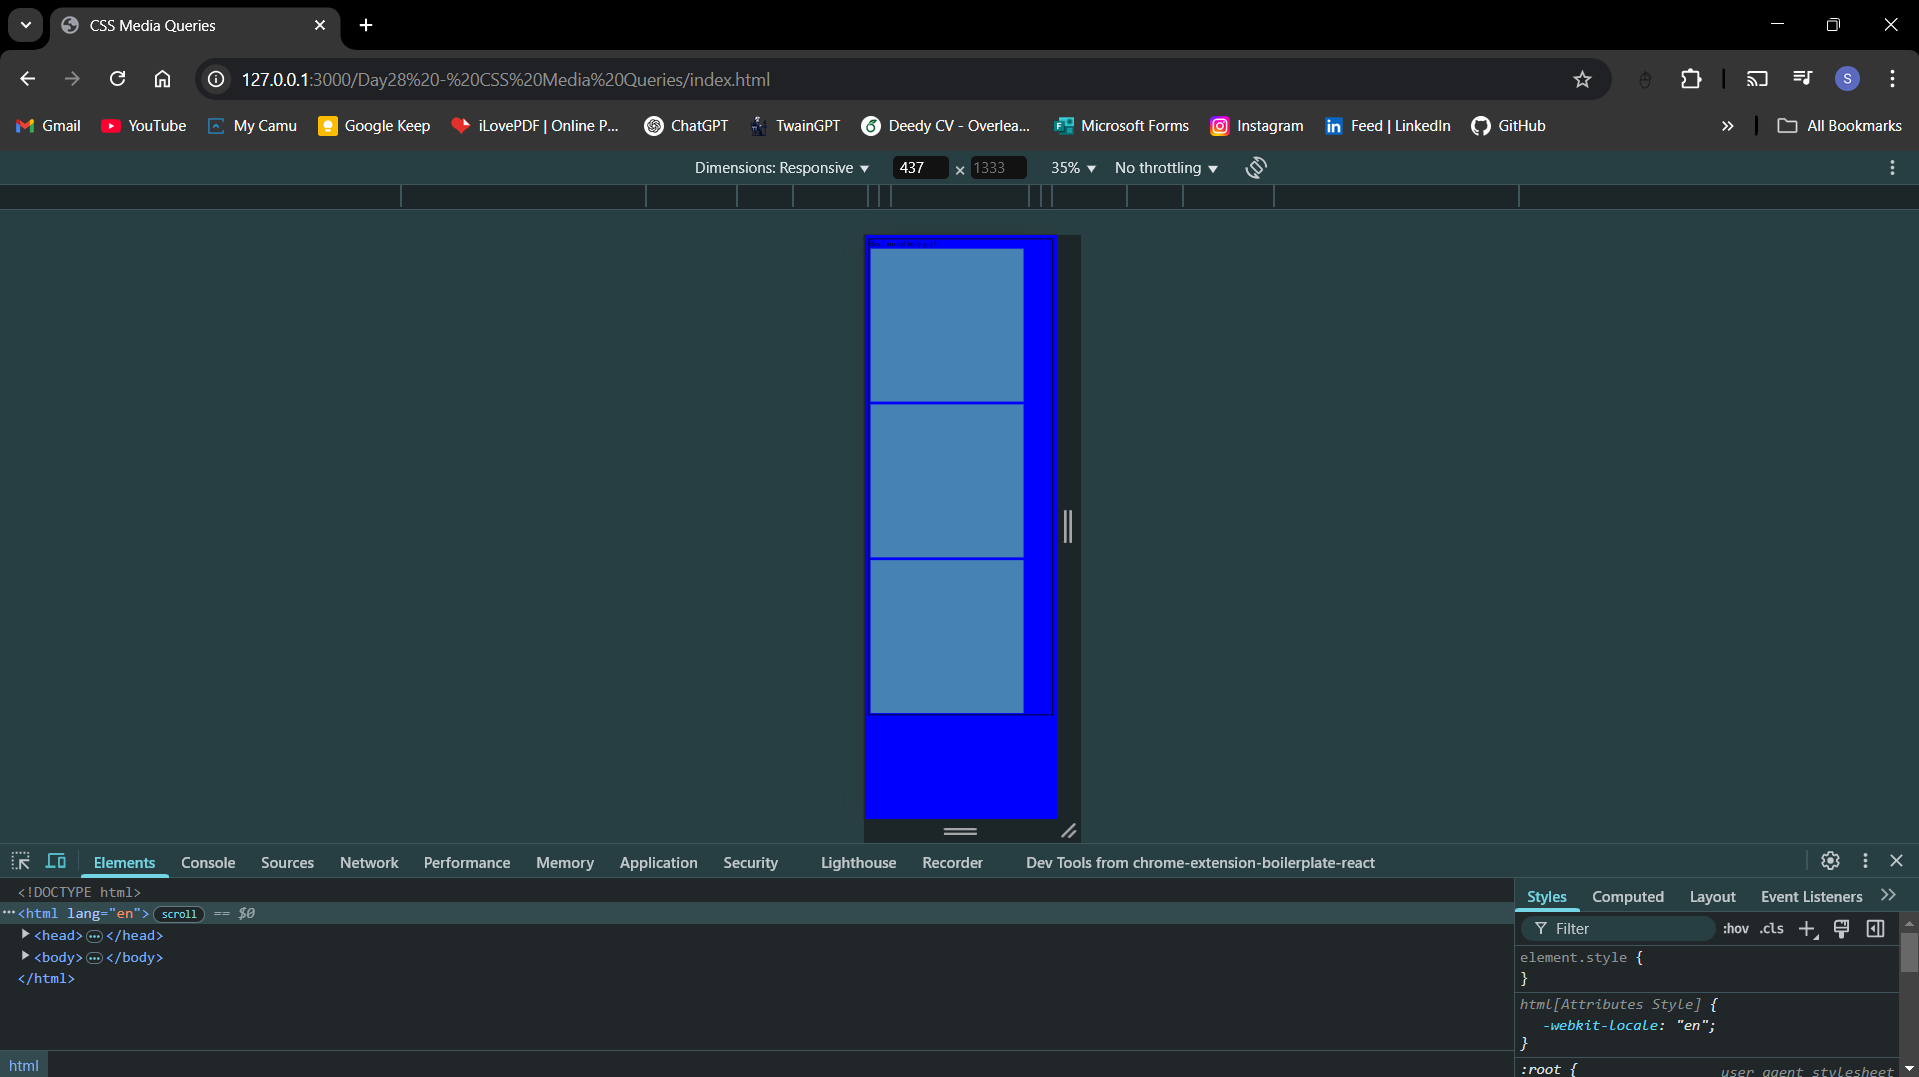 CSS Media Queries
127.0.0.1:3000/Day28%20-%20CSS%20Media%20Queries/index.html
S
Gmail YouTube My Camu Google Keep iLovePDF | Online P... ChatGPT TwainGPT Deedy CV - Overlea... Microsoft Forms Instagram Feed | LinkedIn GitHub » All Bookmarks
Dimensions: Responsive 437 × 1333 35% No throttling
Elements Console Sources Network Performance Memory Application Security Lighthouse Recorder Dev Tools from chrome-extension-boilerplate-react
<!DOCTYPE html>
<html lang="en"> scroll == $0
<head> ••• </head>
<body> ••• </body>
</html>
html
Styles Computed Layout Event Listeners »
Filter :hov .cls
element.style {
}
html[Attributes Style] {
-webkit-locale: "en";
}
:root { user agent stylesheet